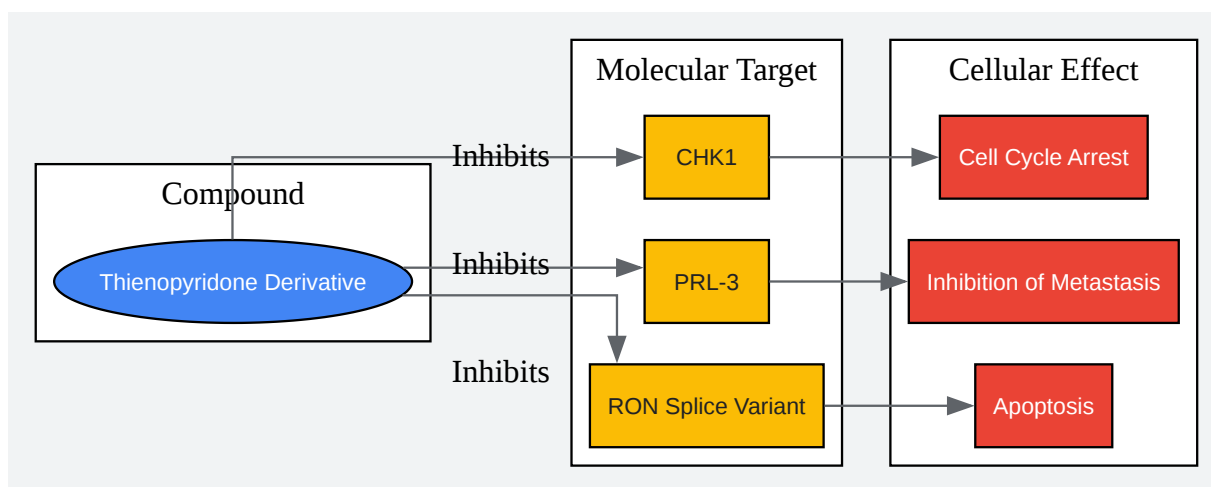 Molecular Target
Cellular Effect
Inhibits
CHK1
Cell Cycle Arrest
Compound
Thienopyridone Derivative
Inhibits
PRL-3
Inhibition of Metastasis
Inhibits
RON Splice Variant
Apoptosis